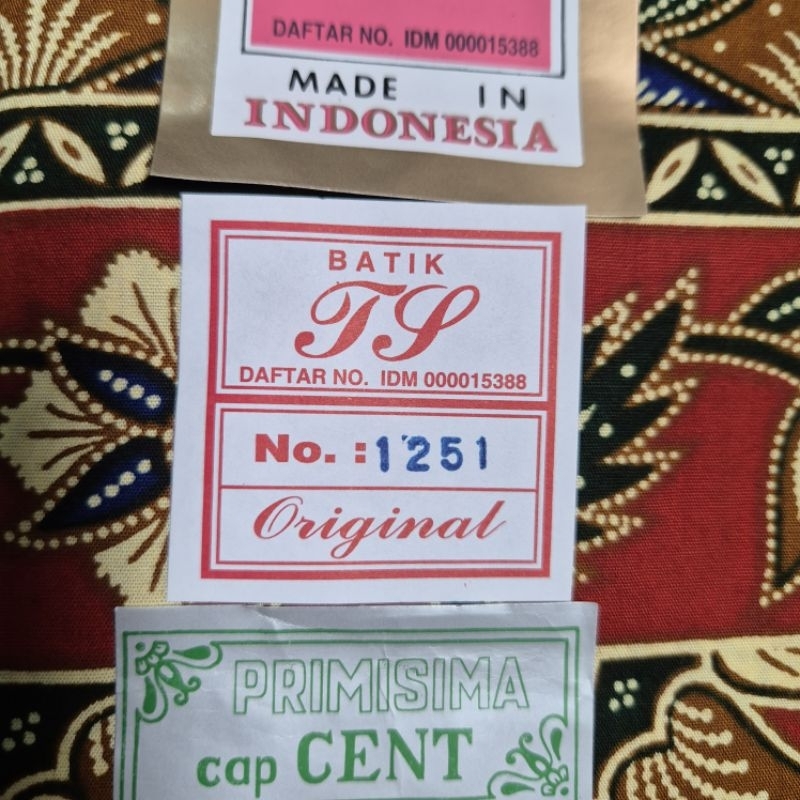 DAFTAR NO. IDM 000015388
MADE IN
INDONESIA
BATIK
TS
DAFTAR NO. IDM 000015388
No. : 1251
Original
PRIMISIMA
cap CENT